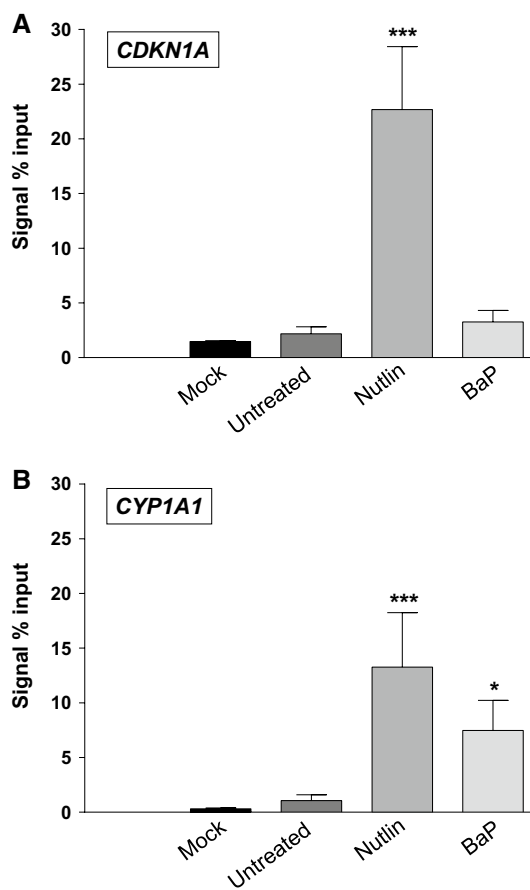 A
CDKN1A
Signal % input
30
25
20
15
10
5
0
***
Mock
Untreated
Nutlin
BaP
B
CYP1A1
Signal % input
30
25
20
15
10
5
0
***
*
Mock
Untreated
Nutlin
BaP